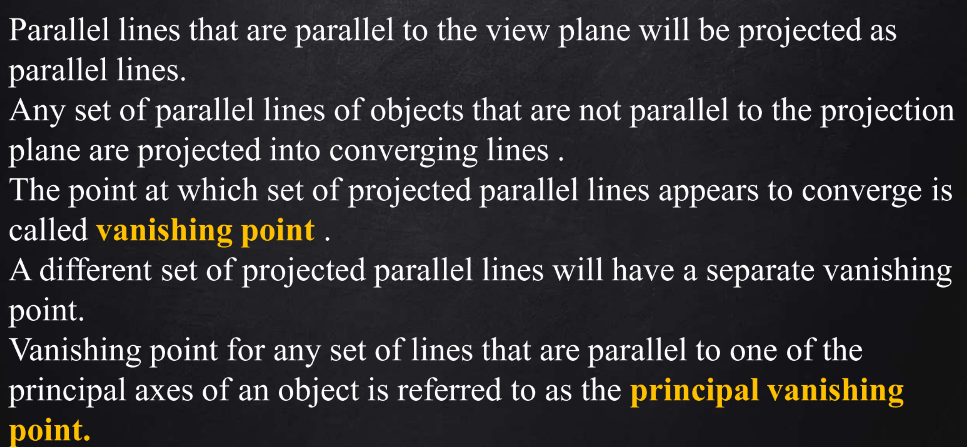 Parallel lines that are parallel to the view plane will be projected as
parallel lines.
Any set of parallel lines of objects that are not parallel to the projection
plane are projected into converging lines .
The point at which set of projected parallel lines appears to converge is
called vanishing point .
A different set of projected parallel lines will have a separate vanishing
point.
Vanishing point for any set of lines that are parallel to one of the
principal axes of an object is referred to as the principal vanishing
point.